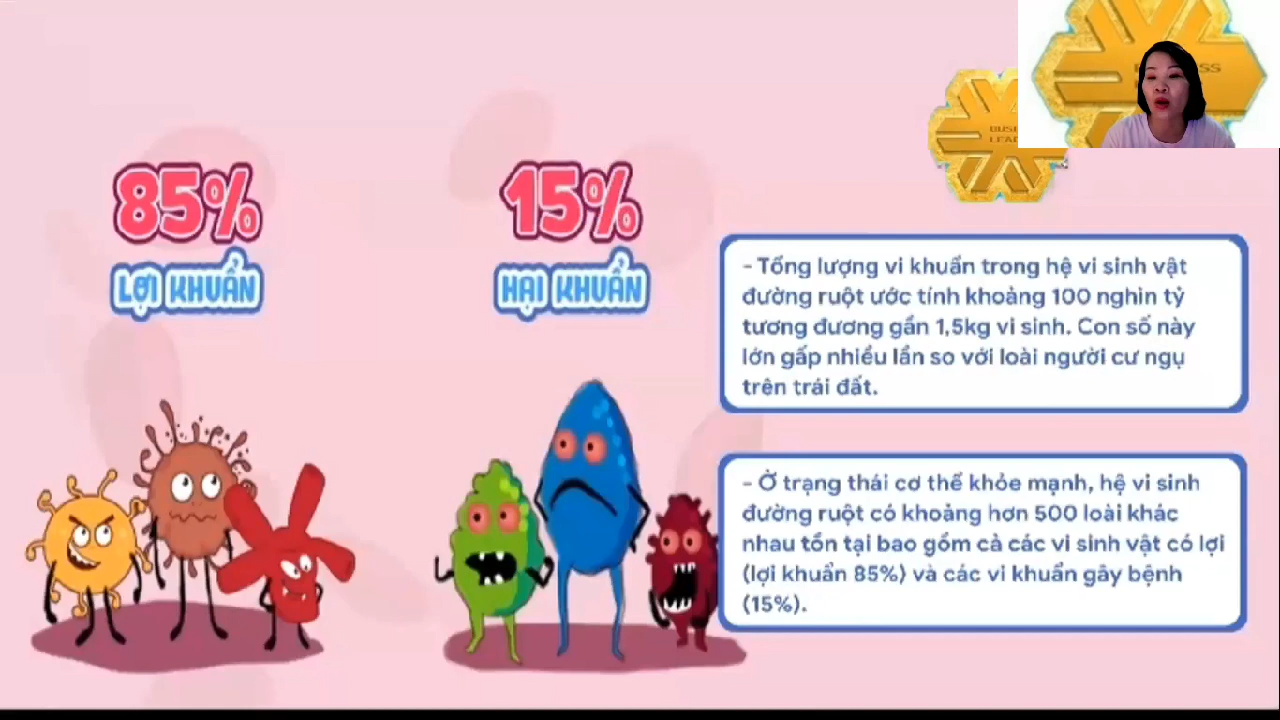 85%
LỢI KHUẨN
15%
HẠI KHUẨN
- Tổng lượng vi khuẩn trong hệ vi sinh vật
đường ruột ước tính khoảng 100 nghìn tỷ
tương đương gần 1,5kg vi sinh. Con số này
lớn gấp nhiều lần so với loài người cư ngụ
trên trái đất.
- Ở trạng thái cơ thể khỏe mạnh, hệ vi sinh
đường ruột có khoảng hơn 500 loài khác
nhau tồn tại bao gồm cả các vi sinh vật có lợi
(lợi khuẩn 85%) và các vi khuẩn gây bệnh
(15%).